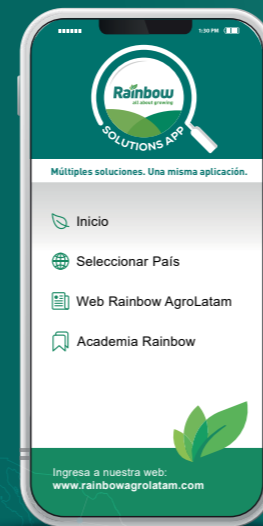 1:30 PM
Rainbow
all about growing
SOLUTIONS APP
Múltiples soluciones. Una misma aplicación.
Inicio
Seleccionar País
Web Rainbow AgroLatam
Academia Rainbow
Ingresa a nuestra web:
www.rainbowagrolatam.com